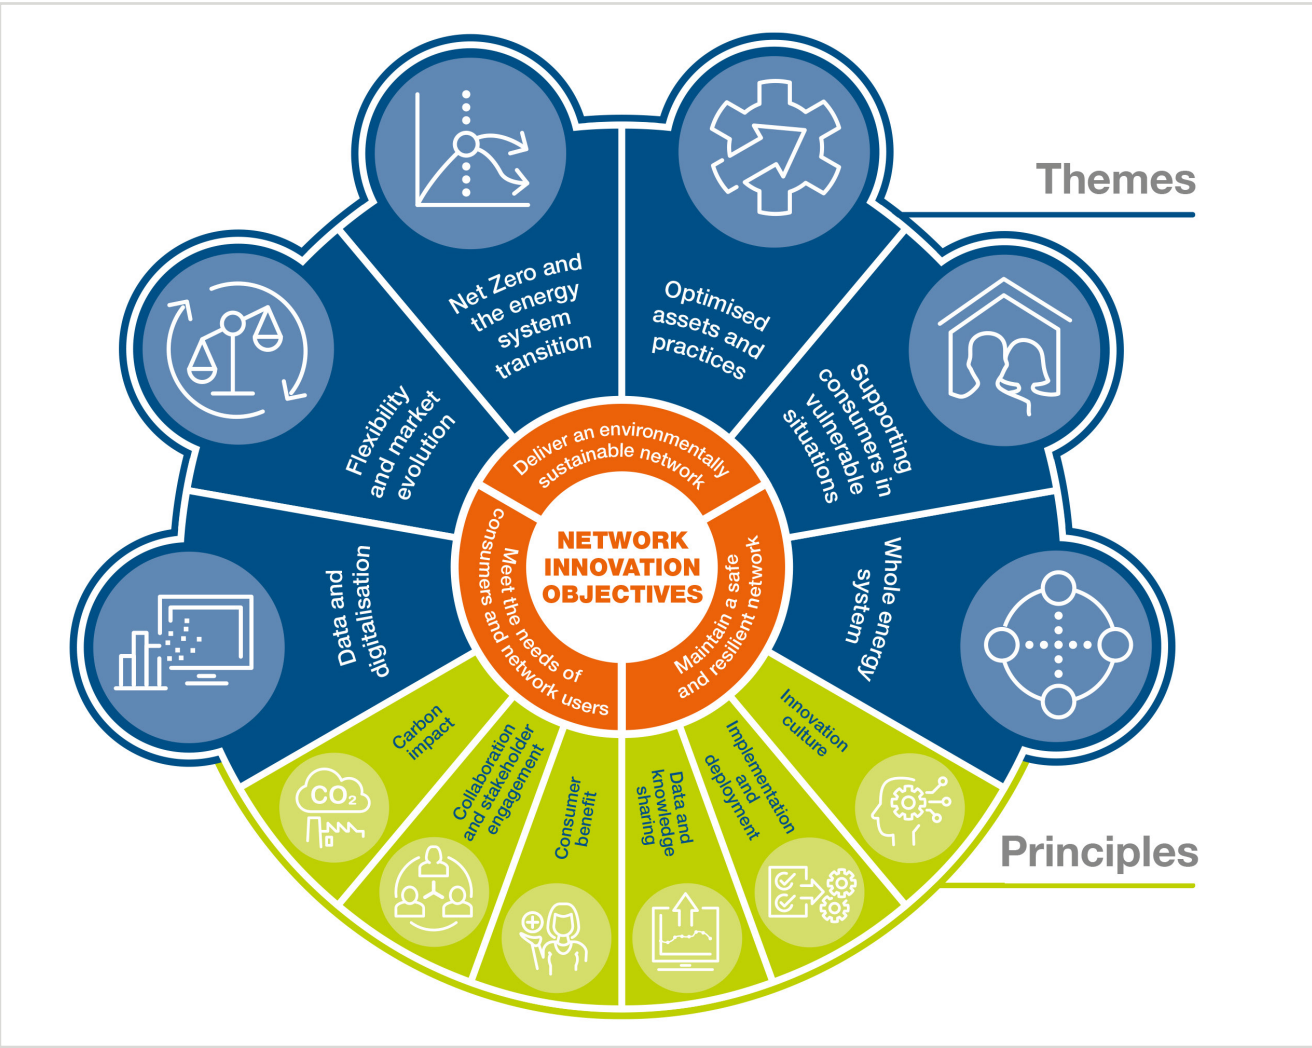 Themes
Net Zero and
the energy
system
transition
Optimised
assets and
practices
Flexibility
and market
evolution
Supporting
consumers in
vulnerable
situations
Data and
digitalisation
Whole energy
system
Deliver an environmentally
sustainable network
Meet the needs of
consumers and network users
Maintain a safe
and resilient network
NETWORK
INNOVATION
OBJECTIVES
Principles
Carbon
impact
CO₂
Collaboration
and stakeholder
engagement
Consumer
benefit
Data and
knowledge
sharing
Implementation
and
deployment
Innovation
culture